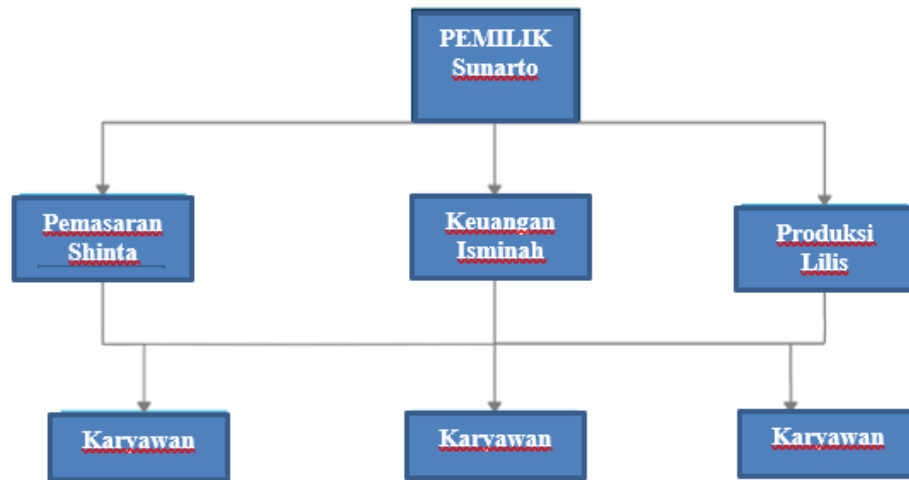 PEMILIK
Sunarto
Pemasaran
Shinta
Keuangan
Isminah
Produksi
Lilis
Karyawan
Karyawan
Karyawan